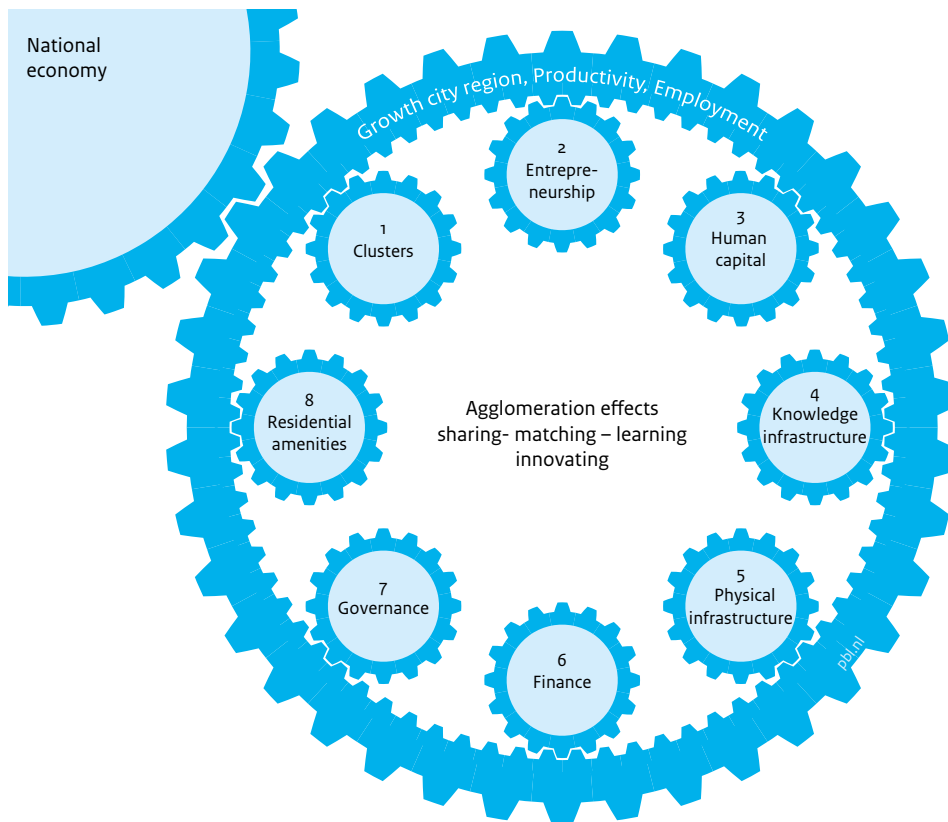 National
economy
Growth city region, Productivity, Employment
1
Clusters
2
Entrepre-
neurship
3
Human
capital
4
Knowledge
infrastructure
5
Physical
infrastructure
6
Finance
7
Governance
8
Residential
amenities
Agglomeration effects
sharing- matching – learning
innovating
pbl.nl